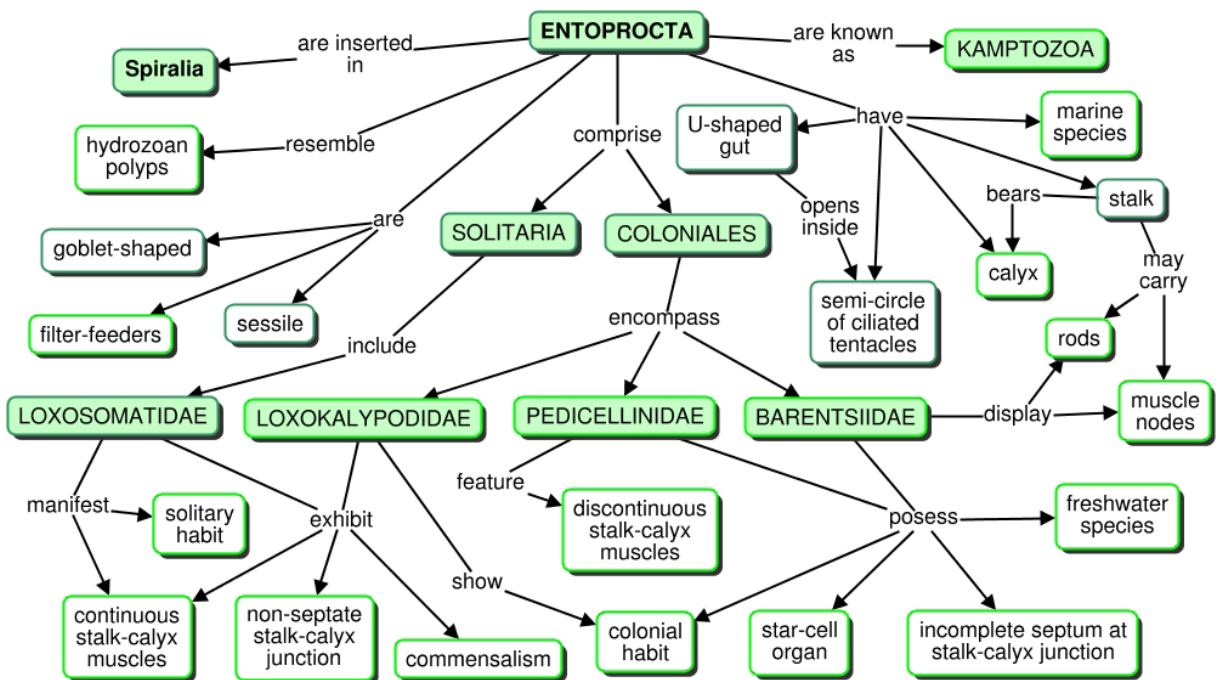 ENTOPROCTA
are inserted
in
Spiralia
are known
as
KAMPTOZOA
hydrozoan
polyps
resemble
comprise
U-shaped
gut
have
marine
species
goblet-shaped
are
SOLITARIA
COLONIALES
opens
inside
bears
stalk
filter-feeders
sessile
semi-circle
of ciliated
tentacles
calyx
may
carry
include
encompass
rods
LOXOSOMATIDAE
LOXOKALYPODIDAE
PEDICELLINIDAE
BARENTSIIDAE
display
muscle
nodes
manifest
solitary
habit
exhibit
feature
discontinuous
stalk-calyx
muscles
posess
freshwater
species
show
continuous
stalk-calyx
muscles
non-septate
stalk-calyx
junction
commensalism
colonial
habit
star-cell
organ
incomplete septum at
stalk-calyx junction